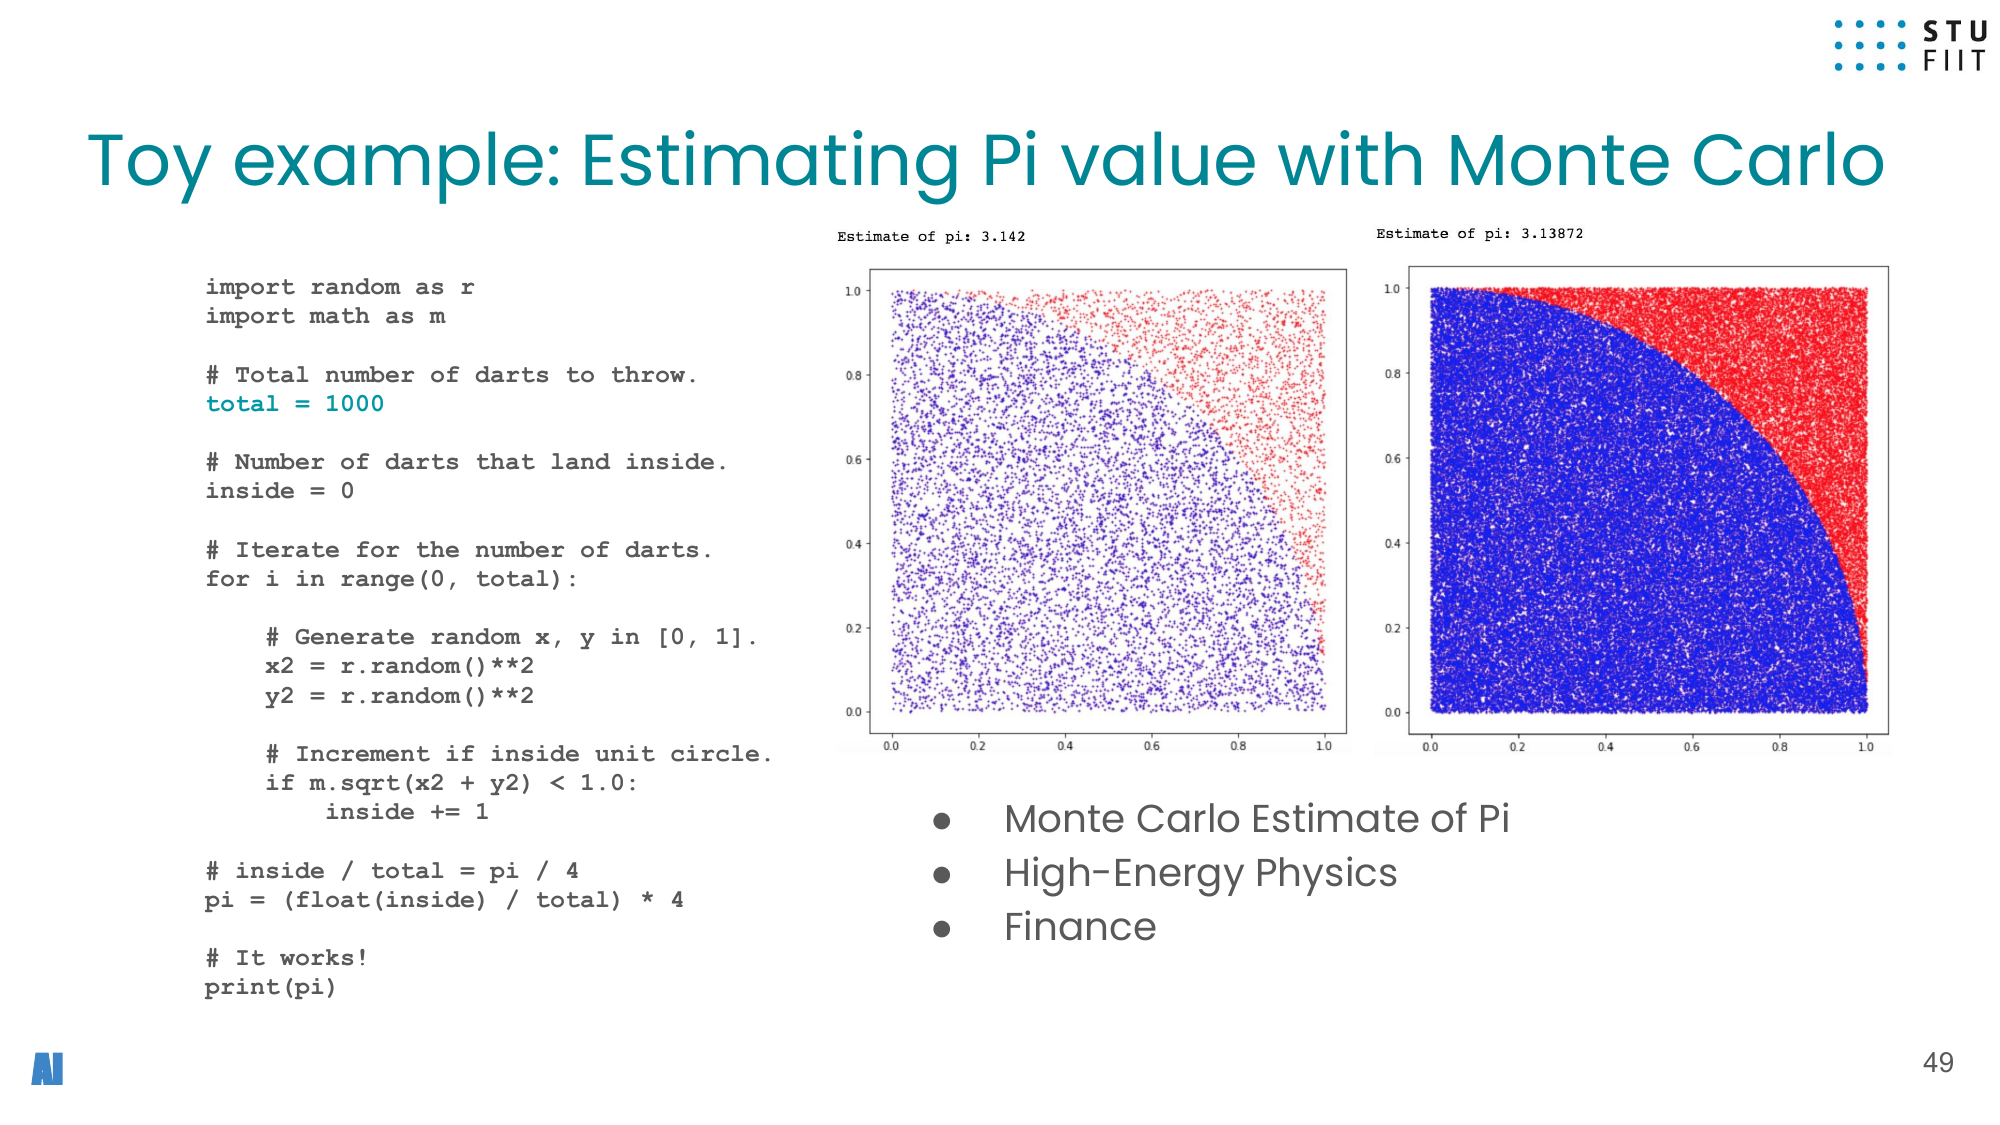 STU
FIIT
Toy example: Estimating Pi value with Monte Carlo
import random as r
import math as m
# Total number of darts to throw.
total = 1000
# Number of darts that land inside.
inside = 0
# Iterate for the number of darts.
for i in range(0, total):
# Generate random x, y in [0, 1].
x2 = r.random()**2
y2 = r.random()**2
# Increment if inside unit circle.
if m.sqrt(x2 + y2) < 1.0:
inside += 1
# inside / total = pi / 4
pi = (float(inside) / total) * 4
# It works!
print(pi)
Estimate of pi: 3.142
1.0
0.8
0.6
0.4
0.2
0.0
0.0 0.2 0.4 0.6 0.8 1.0
Estimate of pi: 3.13872
1.0
0.8
0.6
0.4
0.2
0.0
0.0 0.2 0.4 0.6 0.8 1.0
● Monte Carlo Estimate of Pi
● High-Energy Physics
● Finance
AI
49